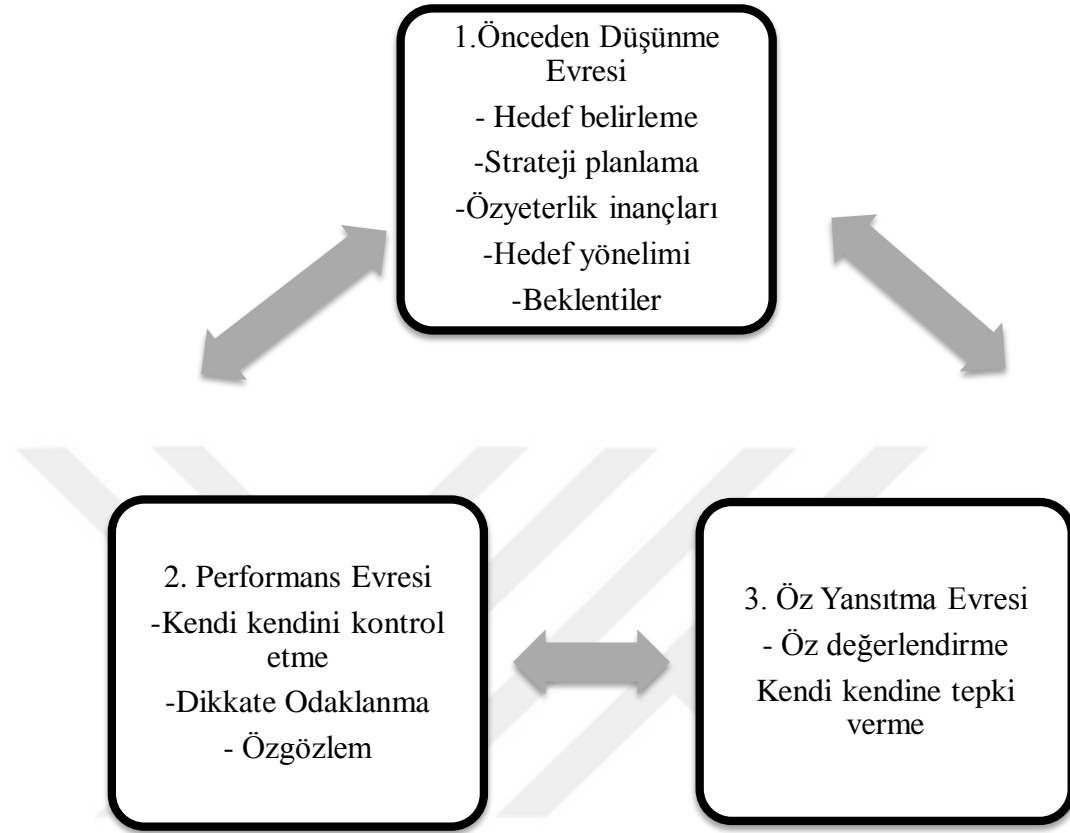 1.Önceden Düşünme
Evresi
- Hedef belirleme
-Strateji planlama
-Özyeterlik inançları
-Hedef yönelimi
-Beklentiler
2. Performans Evresi
-Kendi kendini kontrol
etme
-Dikkate Odaklanma
- Özgözlem
3. Öz Yansıtma Evresi
- Öz değerlendirme
Kendi kendine tepki
verme